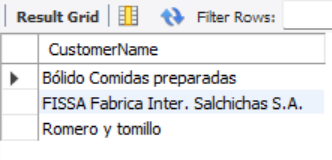 Result Grid Filter Rows:
CustomerName
Bólido Comidas preparadas
FISSA Fabrica Inter. Salchichas S.A.
Romero y tomillo